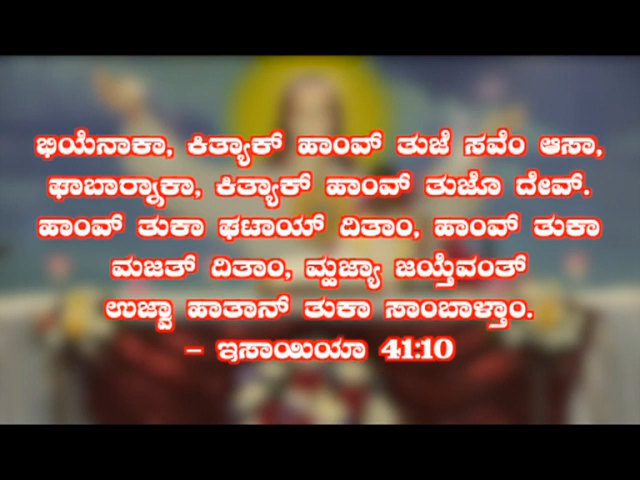 ಭಿಯೆನಾಕಾ, ಕಿತ್ಯಾಕ್ ಹಾಂವ್ ತುಜೆ ಸವೆಂ ಆಸಾ,
ಘಾಬಾರ‍್ನಾಕಾ, ಕಿತ್ಯಾಕ್ ಹಾಂವ್ ತುಜೊ ದೇವ್.
ಹಾಂವ್ ತುಕಾ ಘಟಾಯ್ ದಿತಾಂ, ಹಾಂವ್ ತುಕಾ
ಮಜತ್ ದಿತಾಂ, ಮ್ಹಜ್ಯಾ ಜಯ್ತೆವಂತ್
ಉಜ್ವಾ ಹಾತಾನ್ ತುಕಾ ಸಾಂಬಾಳ್ತಾಂ.
– ಇಸಾಯಿಯಾ 41:10